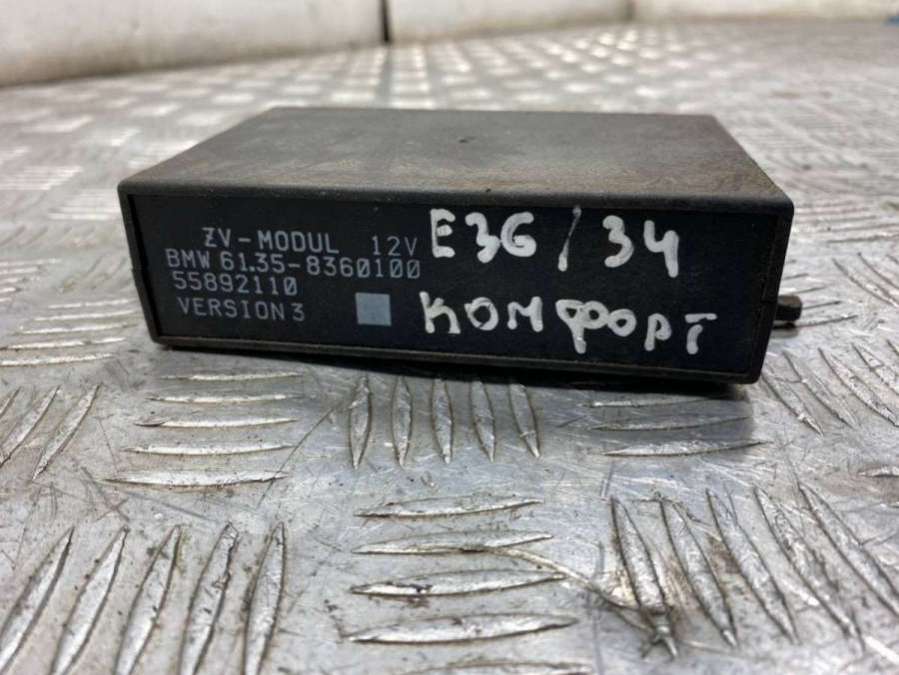 ZV-MODUL 12V
BMW 61.35-8360100
55892110
VERSION 3
E36/34
комфорт